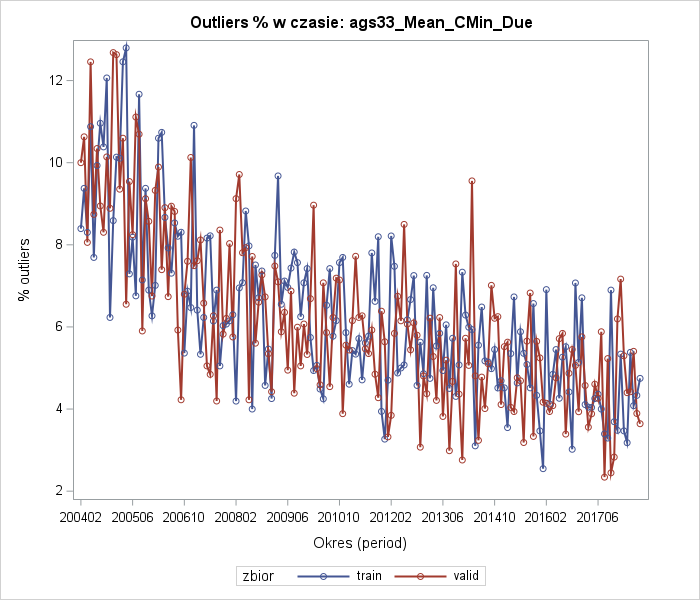 Outliers % w czasie: ags33_Mean_CMin_Due
% outliers
12
10
8
6
4
2
200402 200506 200610 200802 200906 201010 201202 201306 201410 201602 201706
Okres (period)
zbior train valid